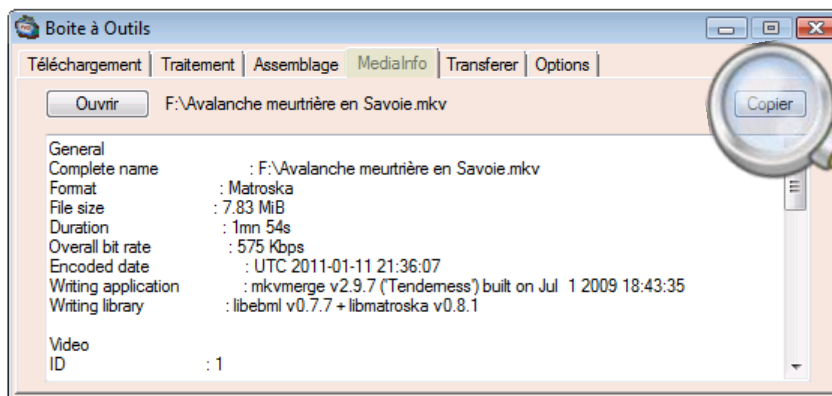 Boite à Outils
Téléchargement Traitement Assemblage MediaInfo Transferer Options
Ouvrir F:\Avalanche meurtrière en Savoie.mkv Copier
General
Complete name : F:\Avalanche meurtrière en Savoie.mkv
Format : Matroska
File size : 7.83 MiB
Duration : 1mn 54s
Overall bit rate : 575 Kbps
Encoded date : UTC 2011-01-11 21:36:07
Writing application : mkvmerge v2.9.7 ('Tenderness') built on Jul 1 2009 18:43:35
Writing library : libebml v0.7.7 + libmatroska v0.8.1
Video
ID : 1